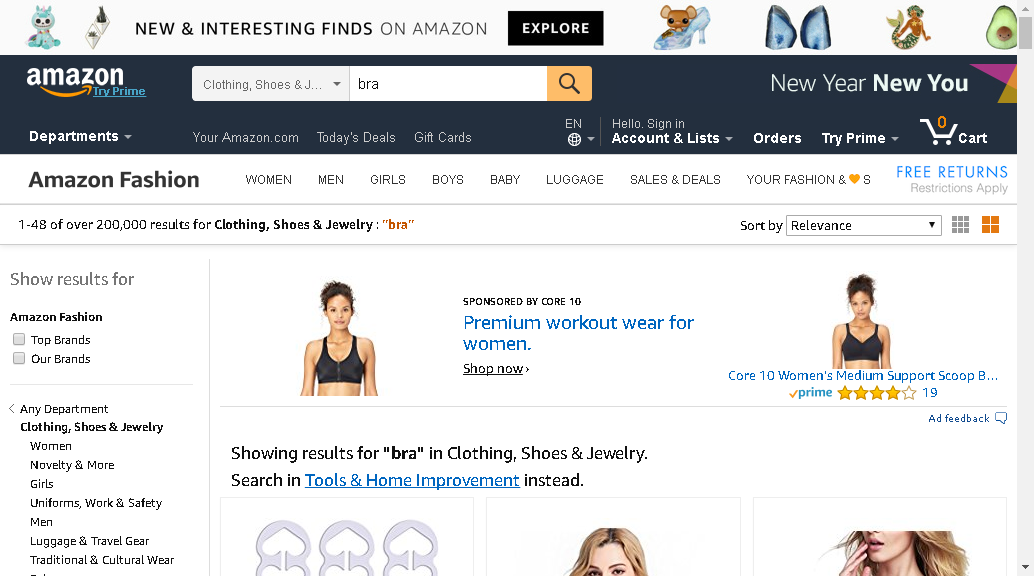 NEW & INTERESTING FINDS ON AMAZON EXPLORE
amazon
Try Prime
Clothing, Shoes & J...
bra
New Year New You
Departments
Your Amazon.com
Today's Deals
Gift Cards
EN
Hello. Sign in
Account & Lists
Orders
Try Prime
0
Cart
Amazon Fashion
WOMEN
MEN
GIRLS
BOYS
BABY
LUGGAGE
SALES & DEALS
YOUR FASHION & S
FREE RETURNS
Restrictions Apply
1-48 of over 200,000 results for Clothing, Shoes & Jewelry : "bra"
Sort by Relevance
Show results for
Amazon Fashion
Top Brands
Our Brands
Any Department
Clothing, Shoes & Jewelry
Women
Novelty & More
Girls
Uniforms, Work & Safety
Men
Luggage & Travel Gear
Traditional & Cultural Wear
SPONSORED BY CORE 10
Premium workout wear for
women.
Shop now ›
Core 10 Women's Medium Support Scoop B...
prime 19
Ad feedback
Showing results for "bra" in Clothing, Shoes & Jewelry.
Search in Tools & Home Improvement instead.